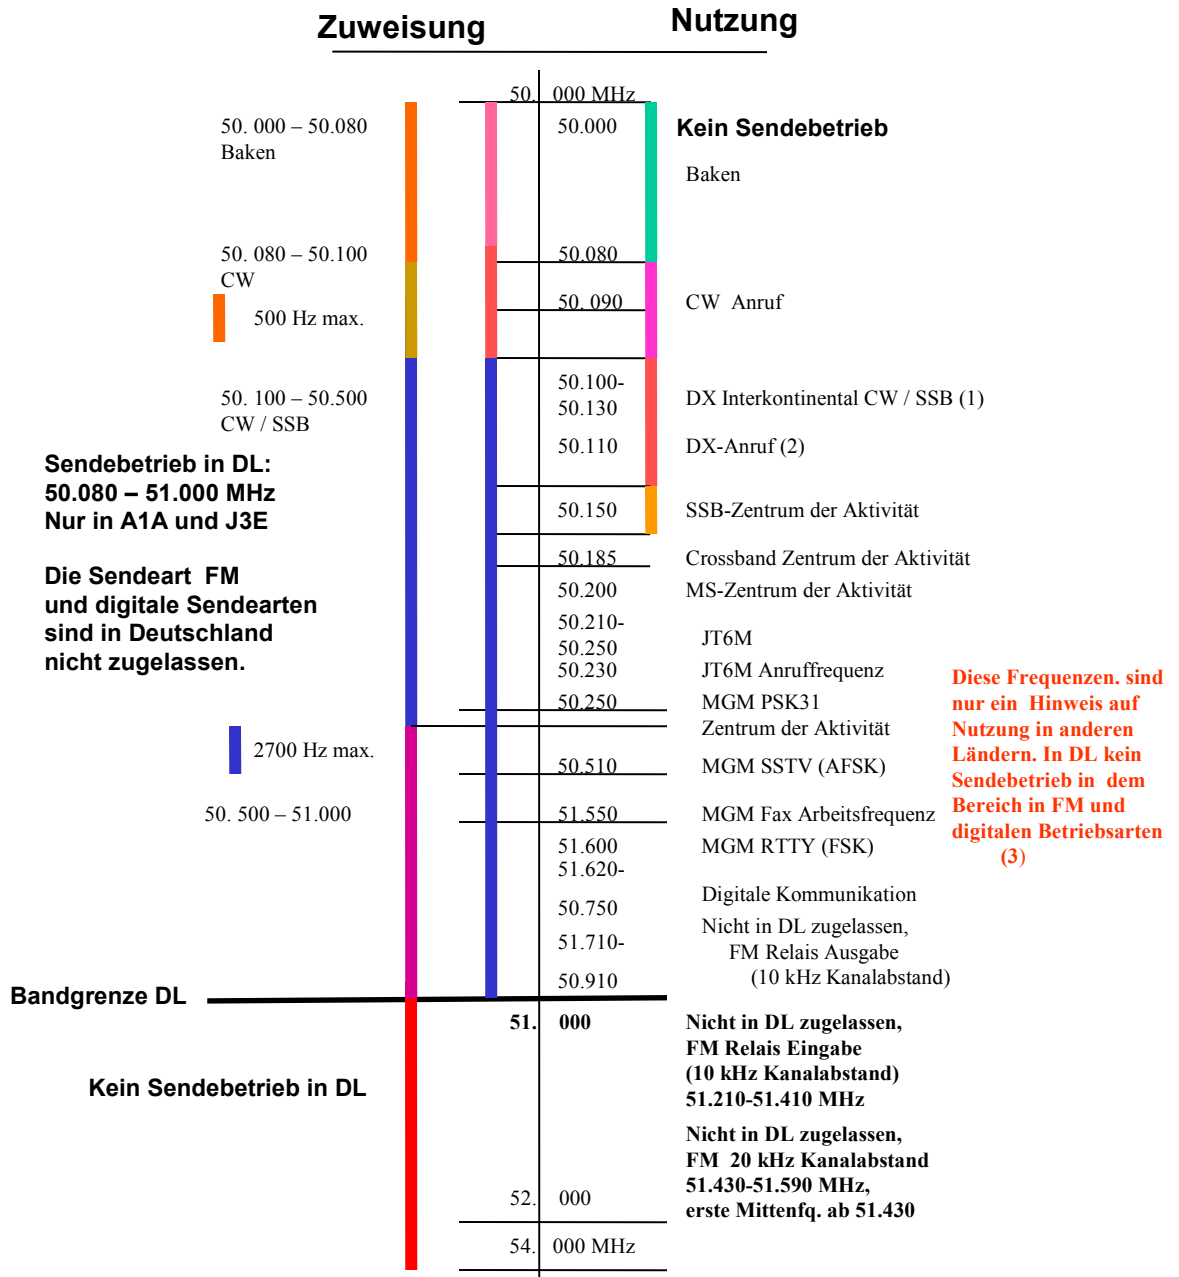 Zuweisung
Nutzung
50. 000 MHz
50. 000 – 50.080
Baken
50.000
Kein Sendebetrieb
Baken
50. 080 – 50.100
CW
50.080
500 Hz max.
50. 090
CW Anruf
50. 100 – 50.500
CW / SSB
50.100-
50.130
DX Interkontinental CW / SSB (1)
50.110
DX-Anruf (2)
Sendebetrieb in DL:
50.080 – 51.000 MHz
Nur in A1A und J3E
50.150
SSB-Zentrum der Aktivität
Die Sendeart FM
und digitale Sendearten
sind in Deutschland
nicht zugelassen.
50.185
Crossband Zentrum der Aktivität
50.200
MS-Zentrum der Aktivität
50.210-
50.250
JT6M
50.230
JT6M Anruffrequenz
50.250
MGM PSK31
Zentrum der Aktivität
Diese Frequenzen. sind
nur ein Hinweis auf
Nutzung in anderen
Ländern. In DL kein
Sendebetrieb in dem
Bereich in FM und
digitalen Betriebsarten
(3)
2700 Hz max.
50.510
MGM SSTV (AFSK)
50. 500 – 51.000
51.550
MGM Fax Arbeitsfrequenz
51.600
MGM RTTY (FSK)
51.620-
50.750
Digitale Kommunikation
51.710-
50.910
Nicht in DL zugelassen,
FM Relais Ausgabe
(10 kHz Kanalabstand)
Bandgrenze DL
51. 000
Nicht in DL zugelassen,
FM Relais Eingabe
(10 kHz Kanalabstand)
51.210-51.410 MHz
Kein Sendebetrieb in DL
Nicht in DL zugelassen,
FM 20 kHz Kanalabstand
51.430-51.590 MHz,
erste Mittenfq. ab 51.430
52. 000
54. 000 MHz